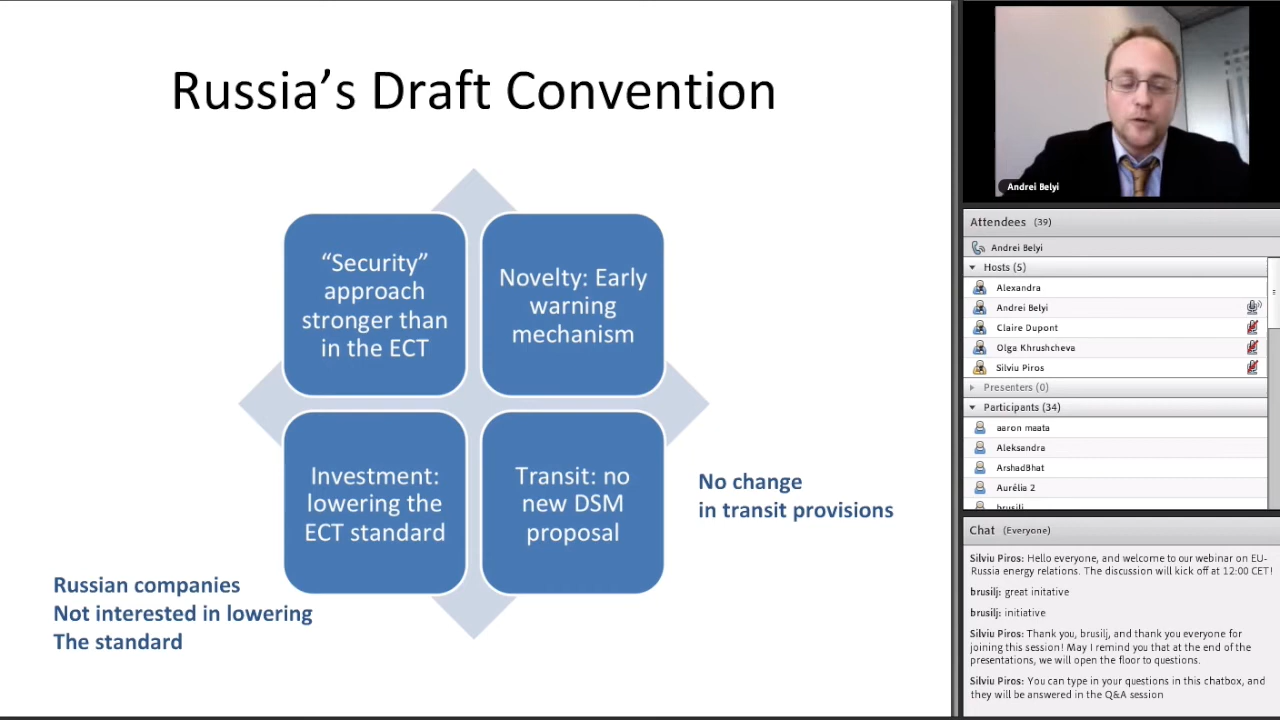 Russia’s Draft Convention
“Security”
approach
stronger than
in the ECT
Novelty: Early
warning
mechanism
Investment:
lowering the
ECT standard
Transit: no
new DSM
proposal
No change
in transit provisions
Russian companies
Not interested in lowering
The standard
Andrei Belyi
Attendees (39)
Andrei Belyi
Hosts (5)
Alexandra
Andrei Belyi
Claire Dupont
Olga Khrushcheva
Silviu Piros
Presenters (0)
Participants (34)
aaron maata
Aleksandra
ArshadBhat
Aurélia 2
brusilj
Chat (Everyone)
Silviu Piros: Hello everyone, and welcome to our webinar on EU-
Russia energy relations. The discussion will kick off at 12:00 CET!
brusilj: great initative
brusilj: initiative
Silviu Piros: Thank you, brusilj, and thank you everyone for
joining this session! May I remind you that at the end of the
presentations, we will open the floor to questions.
Silviu Piros: You can type in your questions in this chatbox, and
they will be answered in the Q&A session